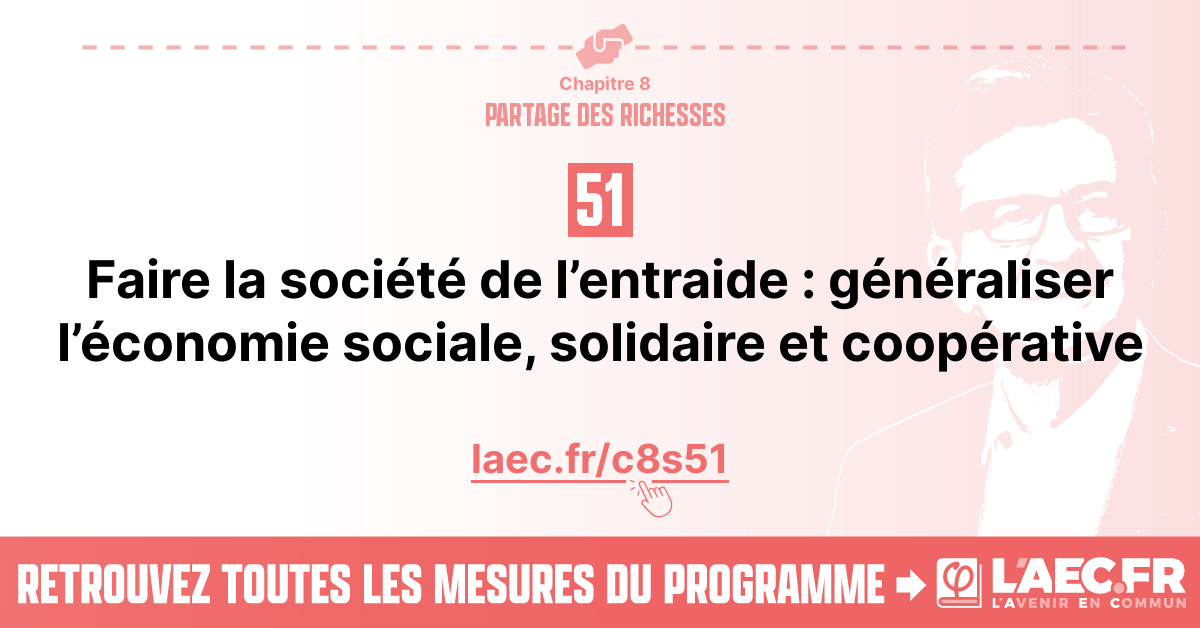 Chapitre 8
PARTAGE DES RICHESSES
51
Faire la société de l’entraide : généraliser
l’économie sociale, solidaire et coopérative
laec.fr/c8s51
RETROUVEZ TOUTES LES MESURES DU PROGRAMME
φ
L'AEC.FR
L'AVENIR EN COMMUN